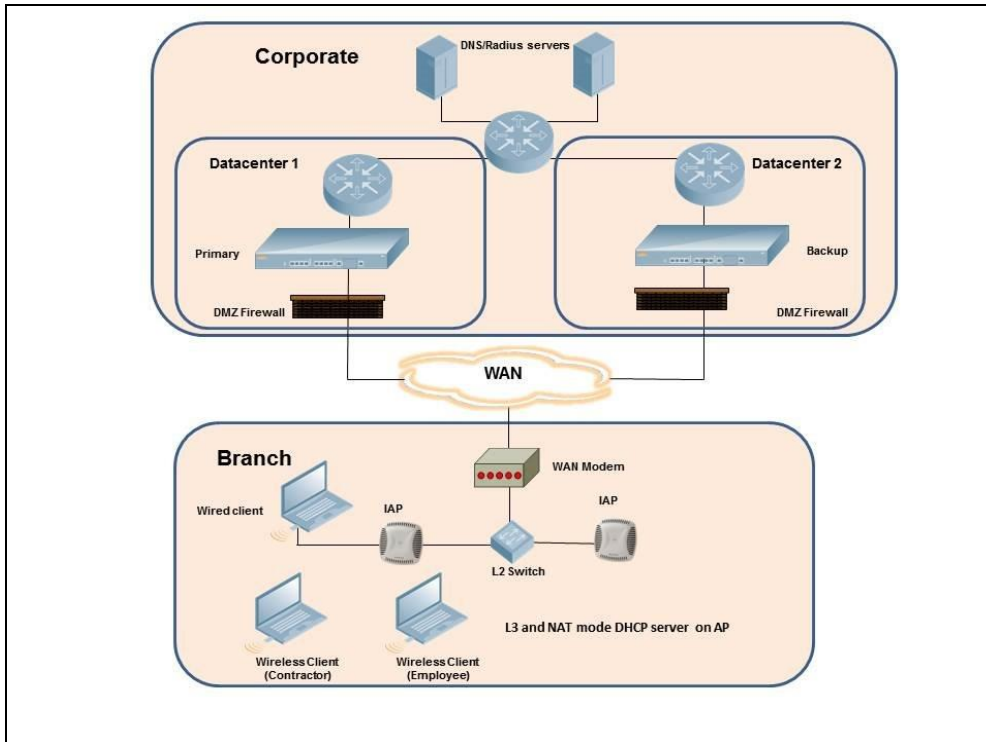 DNS/Radius servers
Corporate
Datacenter 1
Datacenter 2
Primary
Backup
DMZ Firewall
DMZ Firewall
WAN
Branch
WAN Modem
Wired client
IAP
IAP
L2 Switch
L3 and NAT mode DHCP server on AP
Wireless Client
(Contractor)
Wireless Client
(Employee)